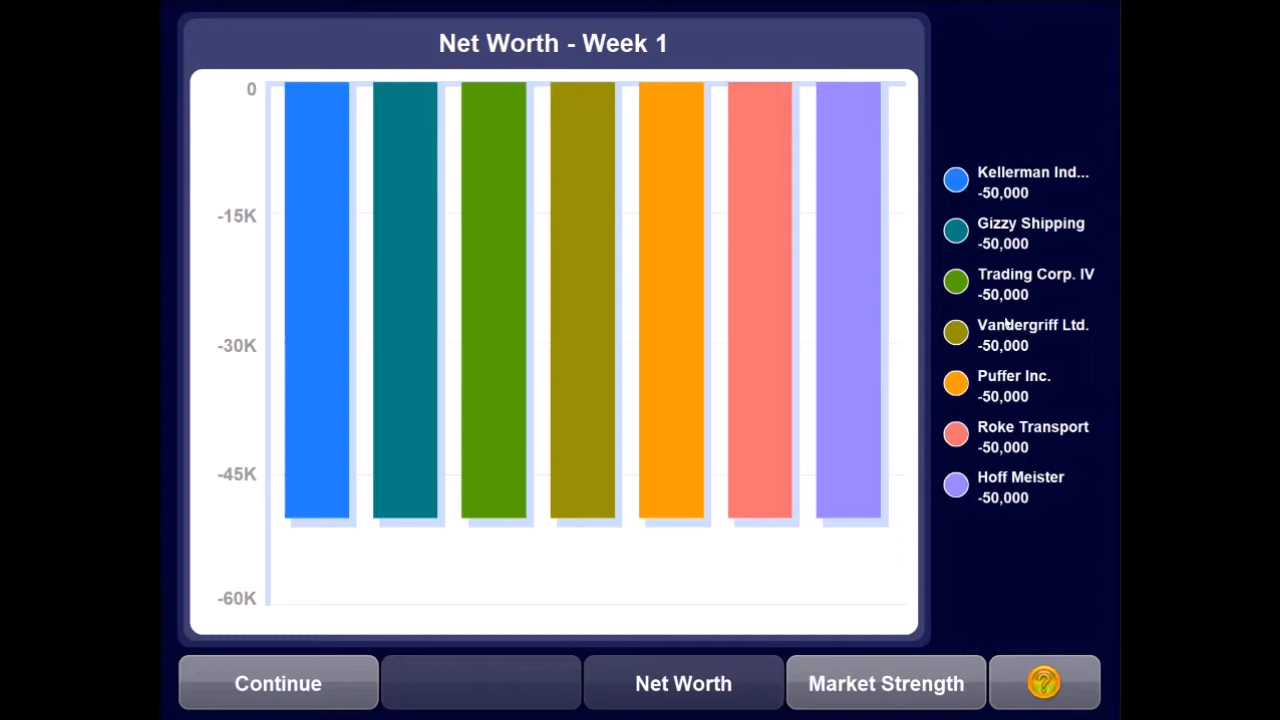 Net Worth - Week 1
0
-15K
-30K
-45K
-60K
Kellerman Ind...
-50,000
Gizzy Shipping
-50,000
Trading Corp. IV
-50,000
Vandergriff Ltd.
-50,000
Puffer Inc.
-50,000
Roke Transport
-50,000
Hoff Meister
-50,000
Continue
Net Worth
Market Strength
?